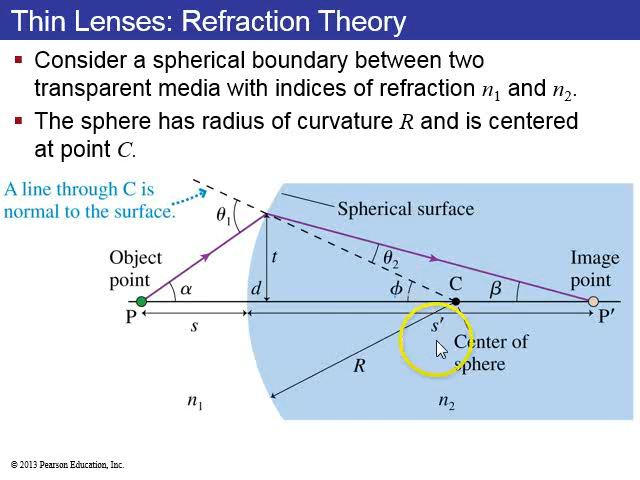 Thin Lenses: Refraction Theory
▪ Consider a spherical boundary between two
transparent media with indices of refraction n₁ and n₂.
▪ The sphere has radius of curvature R and is centered
at point C.
A line through C is
normal to the surface.
θ₁
Spherical surface
Object
point
α
d
t
θ₂
ϕ
C
β
Image
point
P
s
s′
P′
Center of
sphere
R
n₁
n₂
© 2013 Pearson Education, Inc.